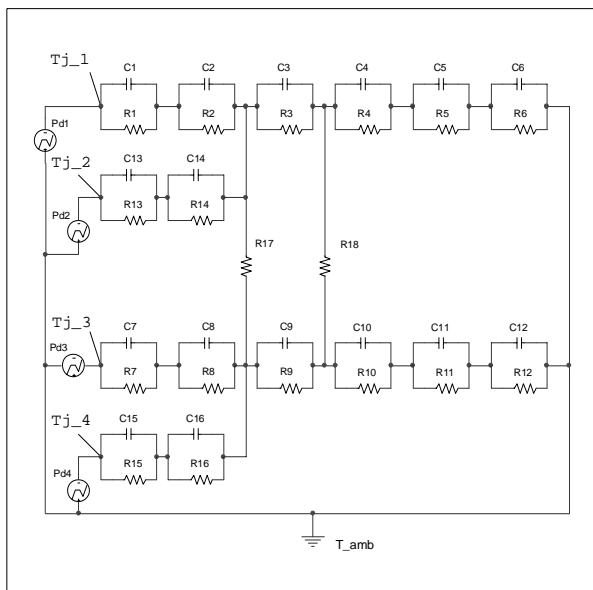 Tj_1
C1 C2 C3 C4 C5 C6
R1 R2 R3 R4 R5 R6
Pd1
Tj_2
C13 C14
Pd2
R13 R14
R17 R18
Tj_3
C7 C8 C9 C10 C11 C12
Pd3
R7 R8 R9 R10 R11 R12
Tj_4
C15 C16
R15 R16
Pd4
T_amb